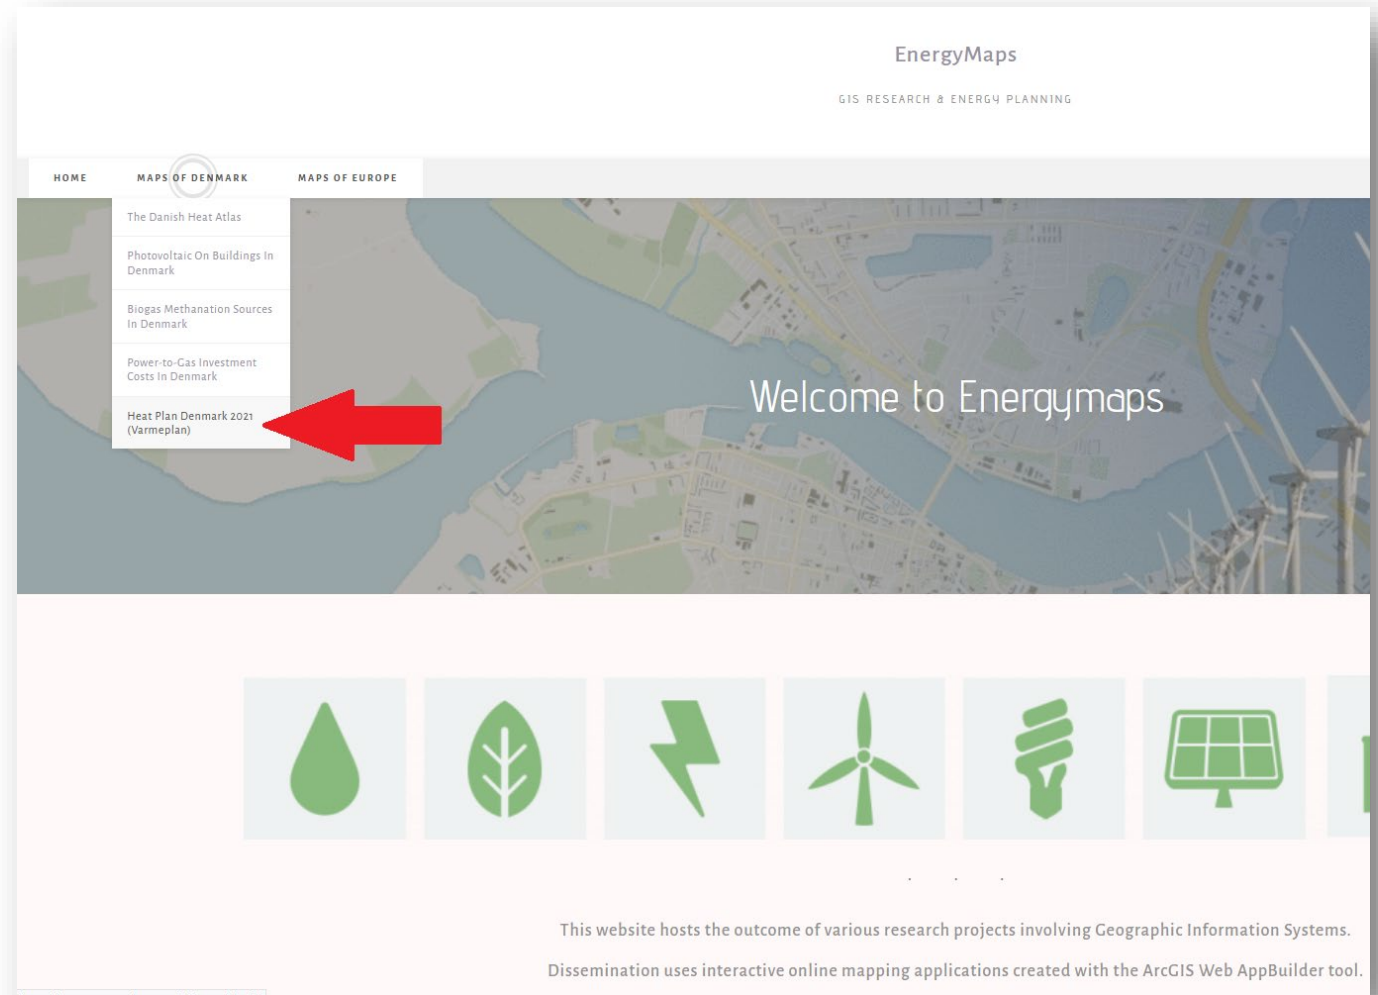 EnergyMaps
GIS RESEARCH & ENERGY PLANNING
HOME
MAPS OF DENMARK
MAPS OF EUROPE
The Danish Heat Atlas
Photovoltaic On Buildings In
Denmark
Biogas Methanation Sources
In Denmark
Power-to-Gas Investment
Costs In Denmark
Heat Plan Denmark 2021
(Varmeplan)
Welcome to Energymaps
This website hosts the outcome of various research projects involving Geographic Information Systems.
Dissemination uses interactive online mapping applications created with the ArcGIS Web AppBuilder tool.